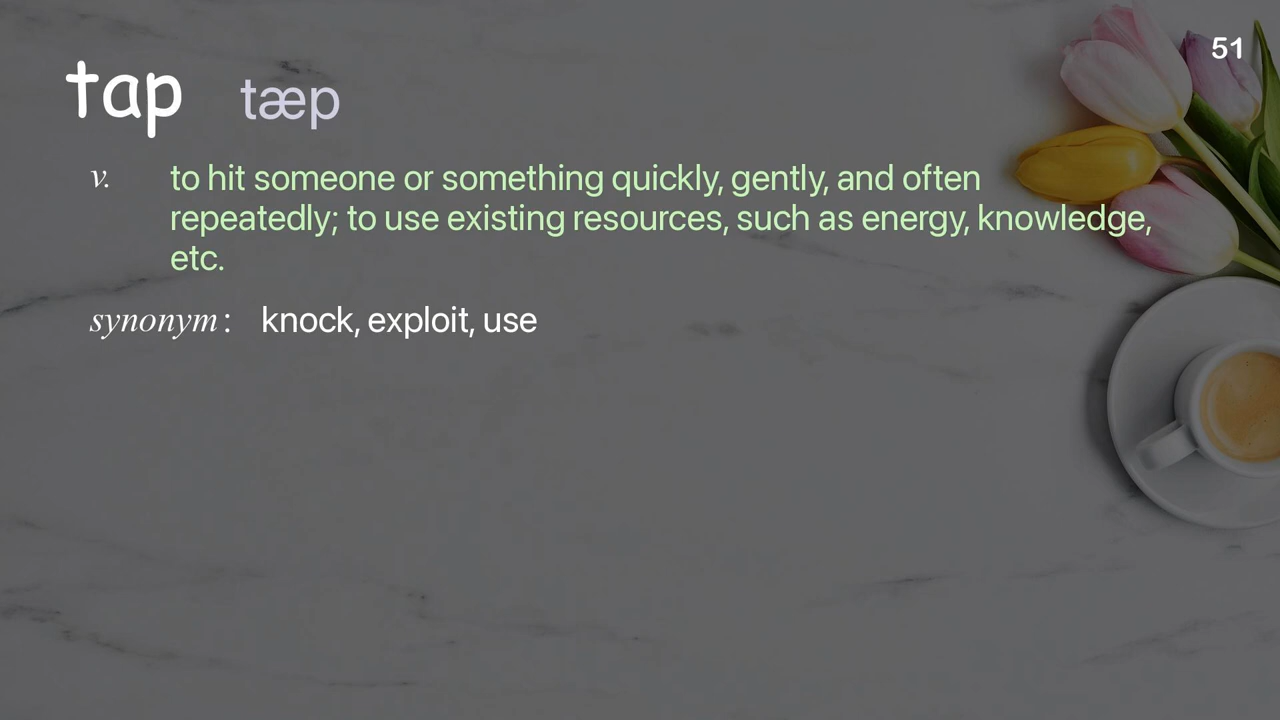 51
tap tæp
v. to hit someone or something quickly, gently, and often
repeatedly; to use existing resources, such as energy, knowledge,
etc.
synonym: knock, exploit, use